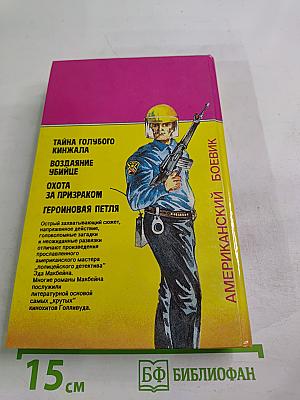 ТАЙНА ГОЛУБОГО
КИНЖАЛА
ВОЗДАЯНИЕ
УБИЙЦЕ
ОХОТА
ЗА ПРИЗРАКОМ
ГЕРОИНОВАЯ ПЕТЛЯ
Острый захватывающий сюжет,
напряженное действие,
головоломные загадки
и неожиданные развязки
отличают произведения
прославленного
американского мастера
„полицейского детектива"
Эда Макбейна.
Многие романы Макбейна
послужили
литературной основой
самых „крутых"
кинохитов Голливуда.
АМЕРИКАНСКИЙ БОЕВИК
15 см
БФ БИБЛИОФАН